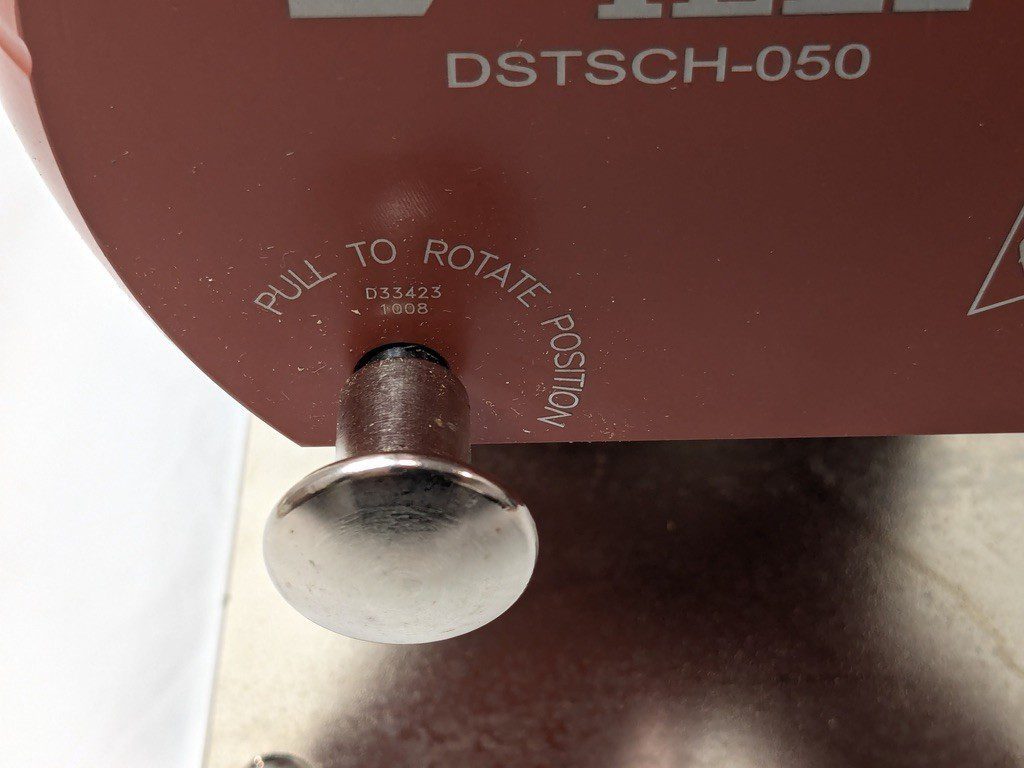 DSTSCH-050
PULL TO ROTATE POSITION
D33423
1008